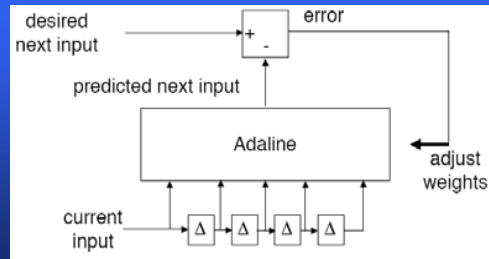 desired
next input
error
+
-
predicted next input
Adaline
adjust
weights
current
input
Δ Δ Δ Δ